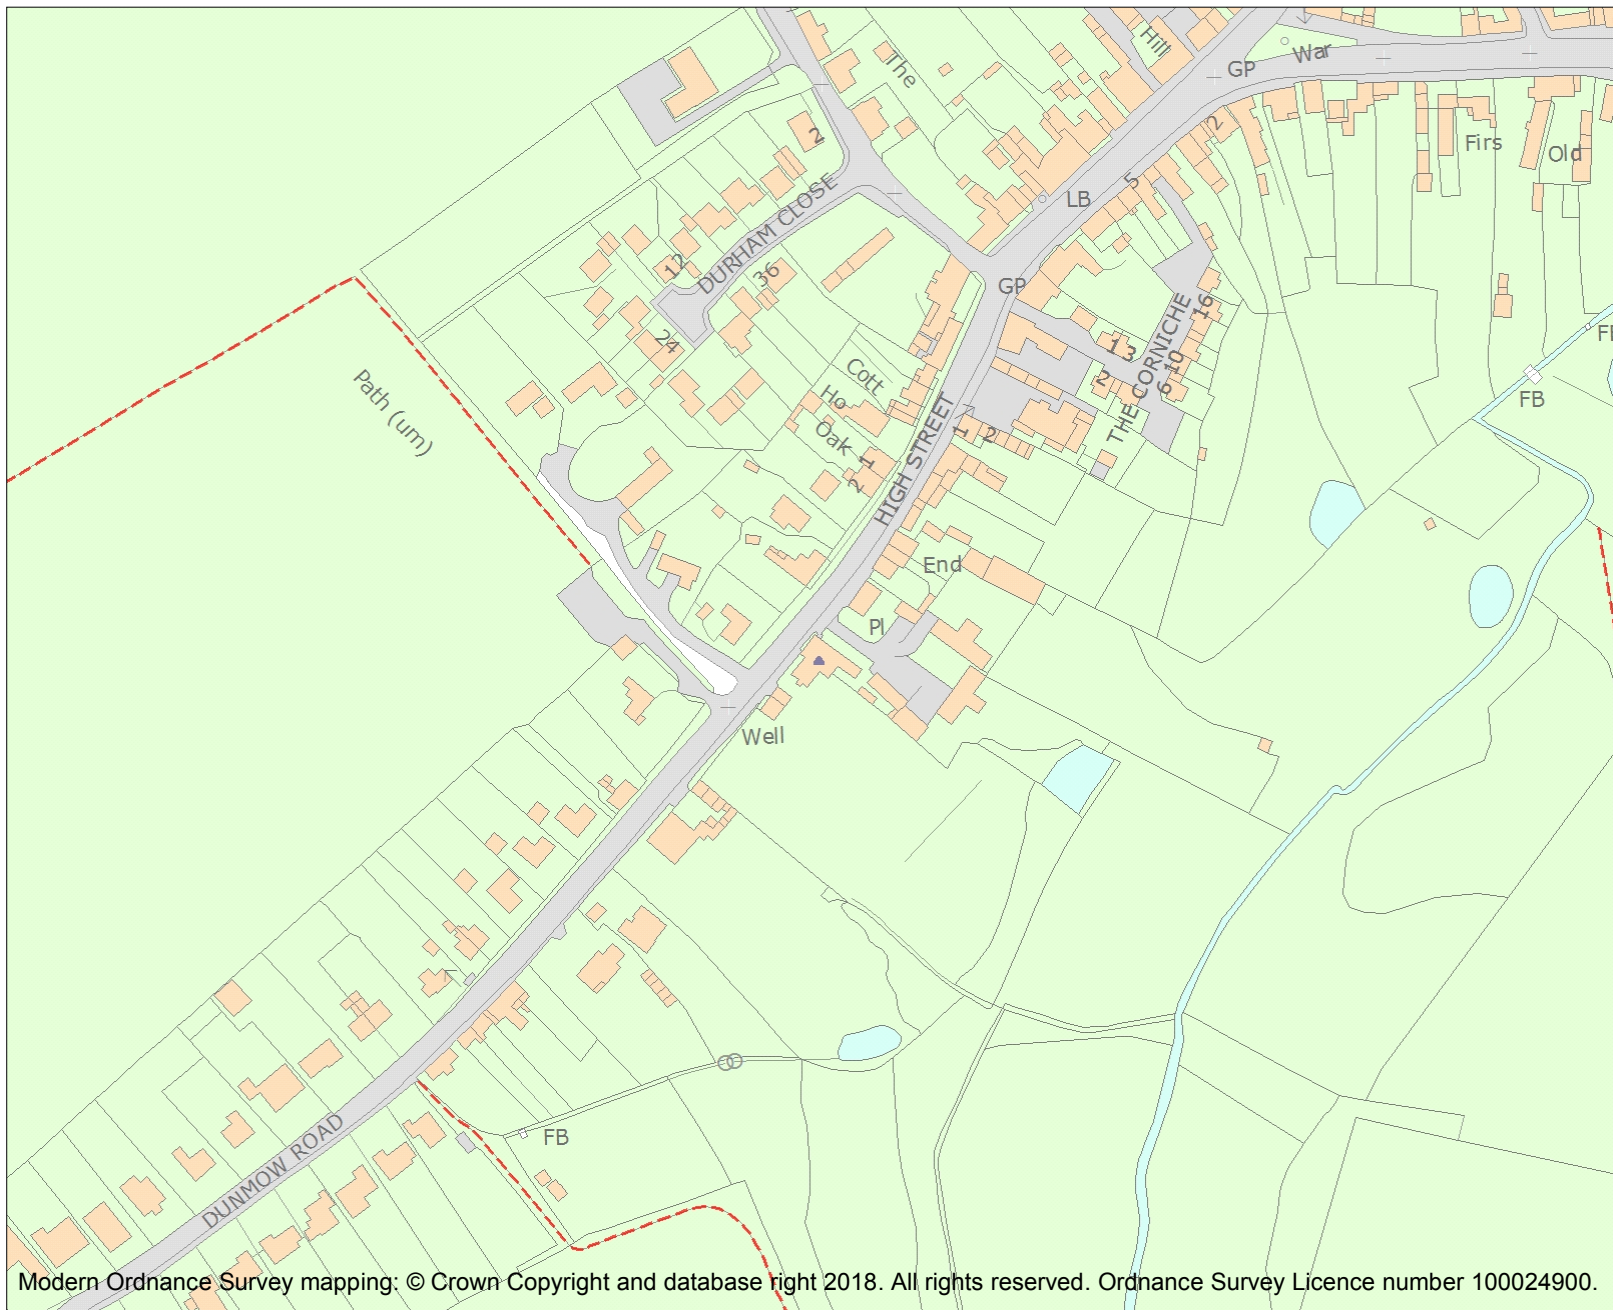 Hill
The
War
GP
2
2
Firs
Old
5
LB
DURHAM CLOSE
12
36
GP
16
24
13
THE CORNICHE
Cott
10
2
6
Path (um)
Ho
FB
HIGH STREET
Oak
1
2
1
2
End
Pl
Well
FB
DUNMOW ROAD
Modern Ordnance Survey mapping: © Crown Copyright and database right 2018. All rights reserved. Ordnance Survey Licence number 100024900.